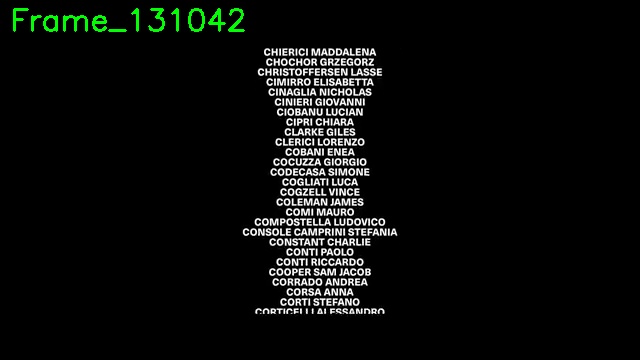 Frame_131042
CHIERICI MADDALENA
CHOCHOR GRZEGORZ
CHRISTOFFERSEN LASSE
CIMIRRO ELISABETTA
CINAGLIA NICHOLAS
CINIERI GIOVANNI
CIOBANU LUCIAN
CIPRI CHIARA
CLARKE GILES
CLERICI LORENZO
COBANI ENEA
COCUZZA GIORGIO
CODECASA SIMONE
COGLIATI LUCA
COGZELL VINCE
COLEMAN JAMES
COMI MAURO
COMPOSTELLA LUDOVICO
CONSOLE CAMPRINI STEFANIA
CONSTANT CHARLIE
CONTI PAOLO
CONTI RICCARDO
COOPER SAM JACOB
CORRADO ANDREA
CORSA ANNA
CORTI STEFANO
CORTICELLI ALESSANDRO